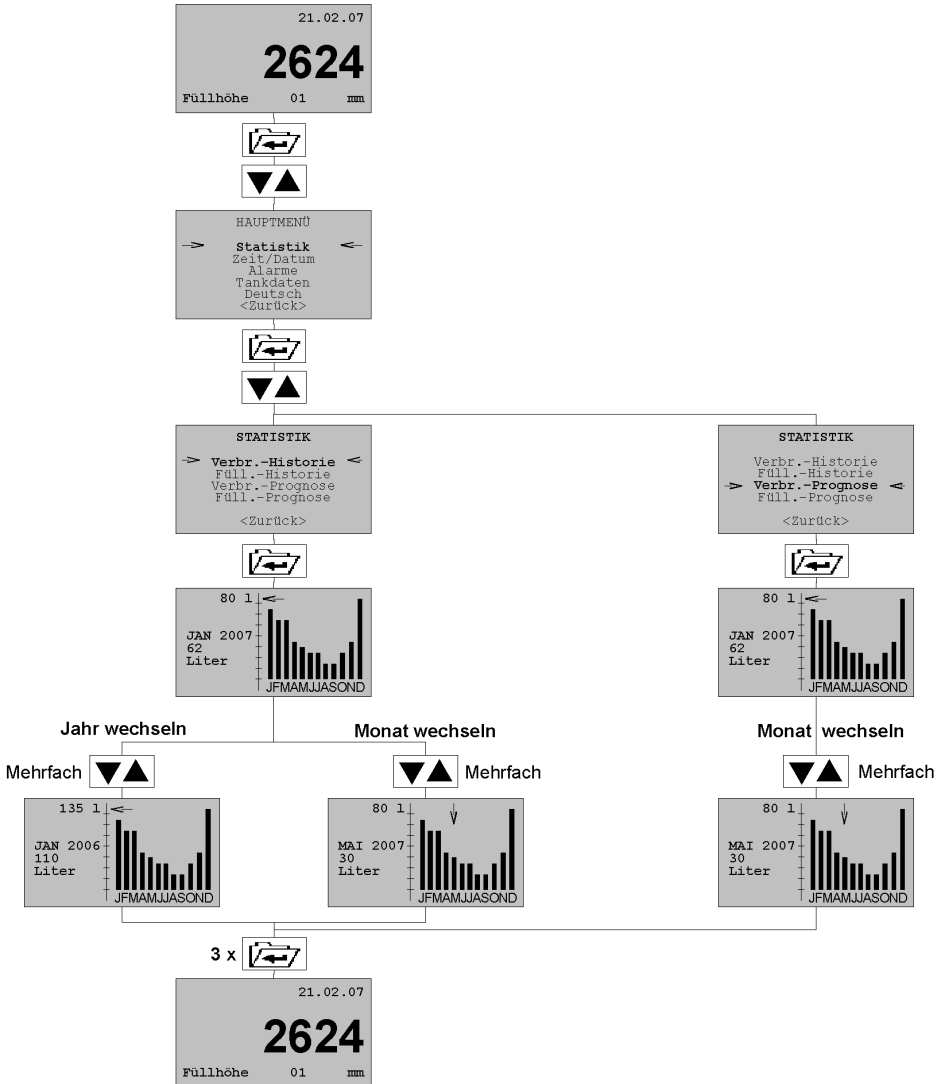 21.02.07
2624
Füllhöhe 01 mm
HAUPTMENÜ
Statistik
Zeit/Datum
Alarme
Tankdaten
Deutsch
<Zurück>
STATISTIK
Verbr.-Historie
Füll.-Historie
Verbr.-Prognose
Füll.-Prognose
<Zurück>
STATISTIK
Verbr.-Historie
Füll.-Historie
Verbr.-Prognose
Füll.-Prognose
<Zurück>
80 l
JAN 2007
62
Liter
JFMAMJJASOND
80 l
JAN 2007
62
Liter
JFMAMJJASOND
Jahr wechseln
Monat wechseln
Monat wechseln
Mehrfach
Mehrfach
Mehrfach
135 l
JAN 2006
110
Liter
JFMAMJJASOND
80 l
MAI 2007
30
Liter
JFMAMJJASOND
80 l
MAI 2007
30
Liter
JFMAMJJASOND
3 x
21.02.07
2624
Füllhöhe 01 mm